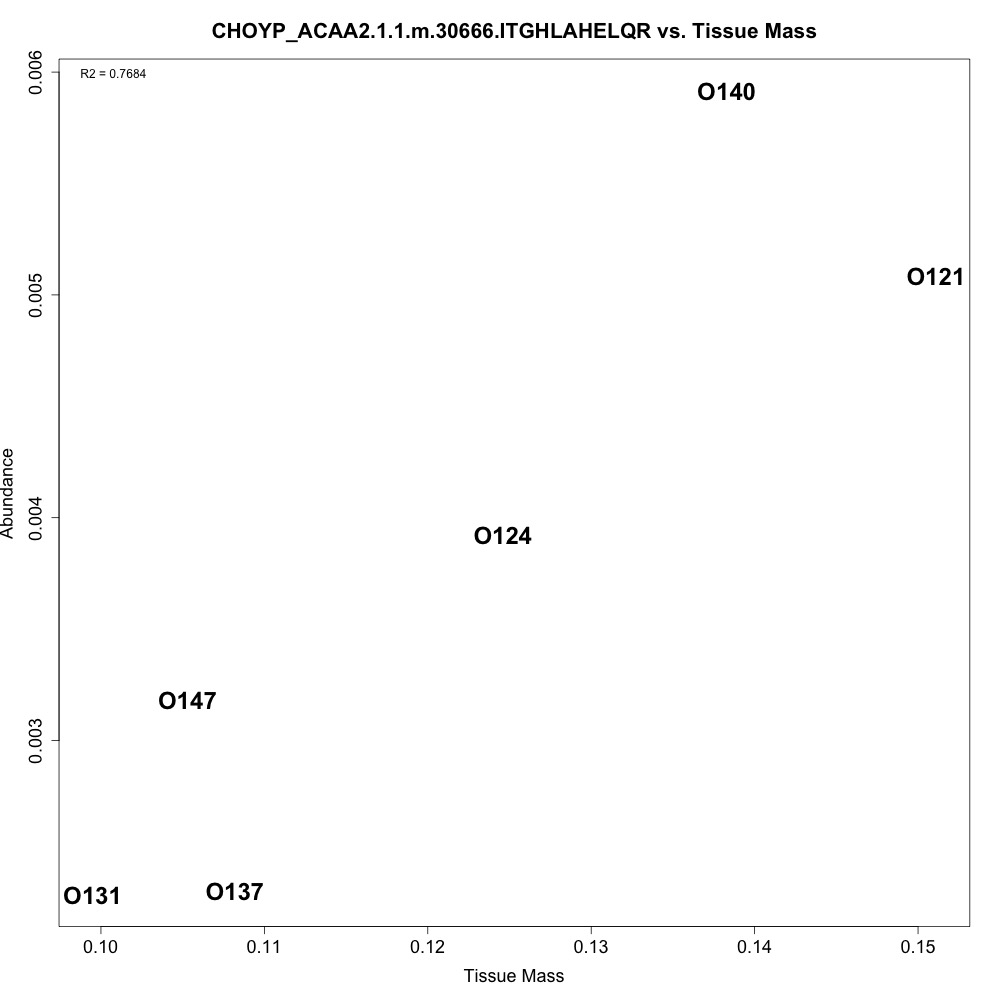 CHOYP_ACAA2.1.1.m.30666.ITGHLAHELQR vs. Tissue Mass
R2 = 0.7684
0.006
O140
O121
0.005
Abundance
0.004
O124
O147
0.003
O131
O137
0.10 0.11 0.12 0.13 0.14 0.15
Tissue Mass